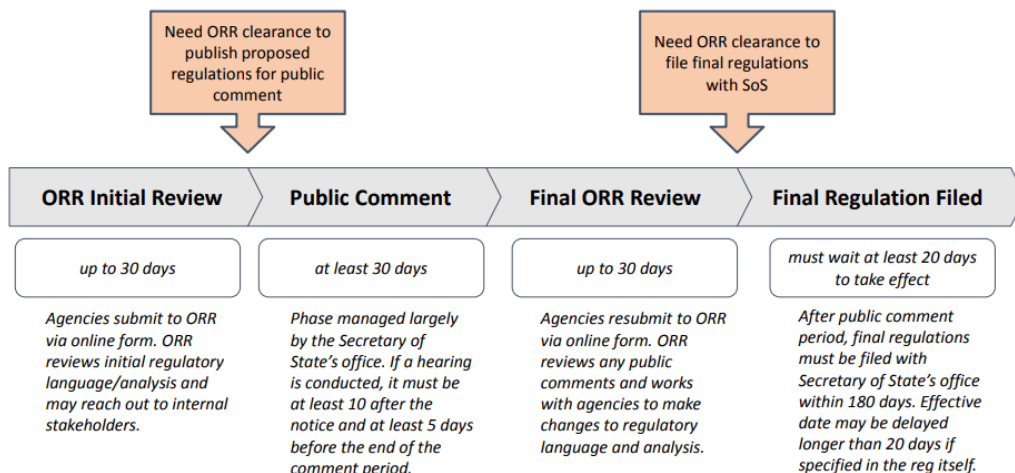 Need ORR clearance to
publish proposed
regulations for public
comment
Need ORR clearance to
file final regulations
with SoS
ORR Initial Review
Public Comment
Final ORR Review
Final Regulation Filed
up to 30 days
at least 30 days
up to 30 days
must wait at least 20 days
to take effect
Agencies submit to ORR
via online form. ORR
reviews initial regulatory
language/analysis and
may reach out to internal
stakeholders.
Phase managed largely
by the Secretary of
State’s office. If a hearing
is conducted, it must be
at least 10 after the
notice and at least 5 days
before the end of the
comment period.
Agencies resubmit to ORR
via online form. ORR
reviews any public
comments and works
with agencies to make
changes to regulatory
language and analysis.
After public comment
period, final regulations
must be filed with
Secretary of State’s office
within 180 days. Effective
date may be delayed
longer than 20 days if
specified in the reg itself.